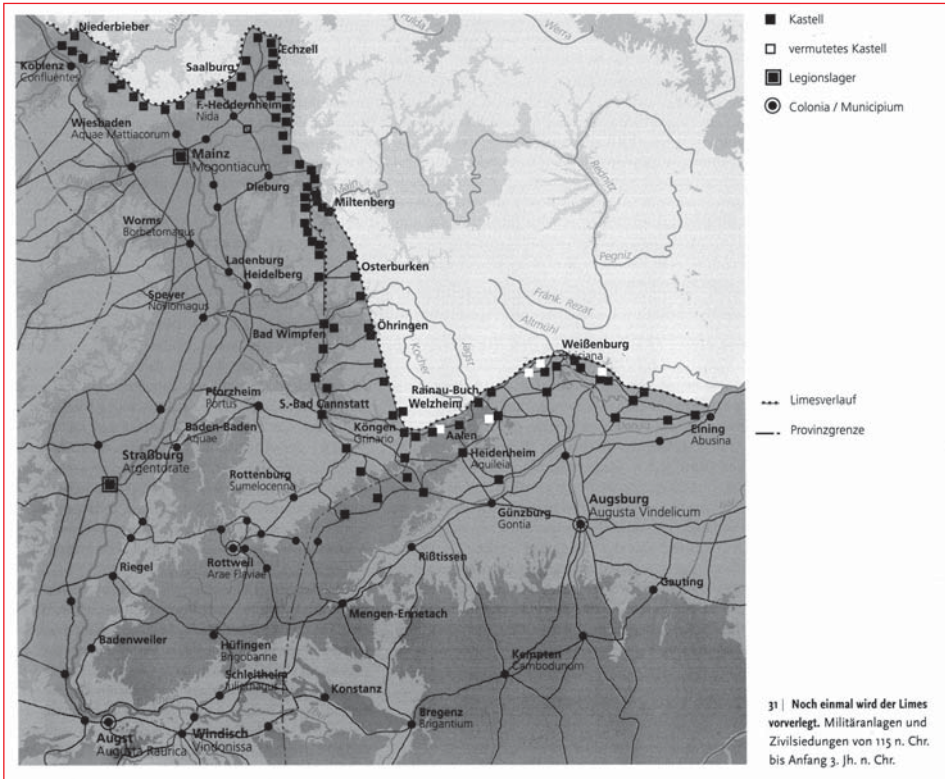 Niederbieber
Koblenz
Confluentes
Echzell
Saalburg
F.-Heddernheim
Nida
Wiesbaden
Aquae Mattiacorum
Mainz
Mogontiacum
Dieburg
Main
Miltenberg
Worms
Borbetomagus
Ladenburg
Heidelberg
Osterburken
Speyer
Noviomagus
Öhringen
Bad Wimpfen
Kocher
Jagst
Fulda
Werra
Rednitz
Pegniz
Fränk. Rezat
Altmühl
Weißenburg
Rainau-Buch
Welzheim
Pforzheim
Portus
S.-Bad Cannstatt
Köngen
Grinario
Aalen
Eining
Abusina
Baden-Baden
Aquae
Straßburg
Argentorate
Rottenburg
Sumelocenna
Heidenheim
Aquileia
Günzburg
Gontia
Augsburg
Augusta Vindelicum
Rottweil
Arae Flaviae
Rißtissen
Riegel
Gauting
Mengen-Ennetach
Badenweiler
Hüfingen
Brigobanne
Kempten
Cambodunum
Schleitheim
Konstanz
Augst
Augusta Raurica
Windisch
Vindonissa
Bregenz
Brigantium
Kastell
vermutetes Kastell
Legionslager
Colonia / Municipium
Limesverlauf
Provinzgrenze
31 | Noch einmal wird der Limes
vorverlegt. Militäranlagen und
Zivilsiedungen von 115 n. Chr.
bis Anfang 3. Jh. n. Chr.